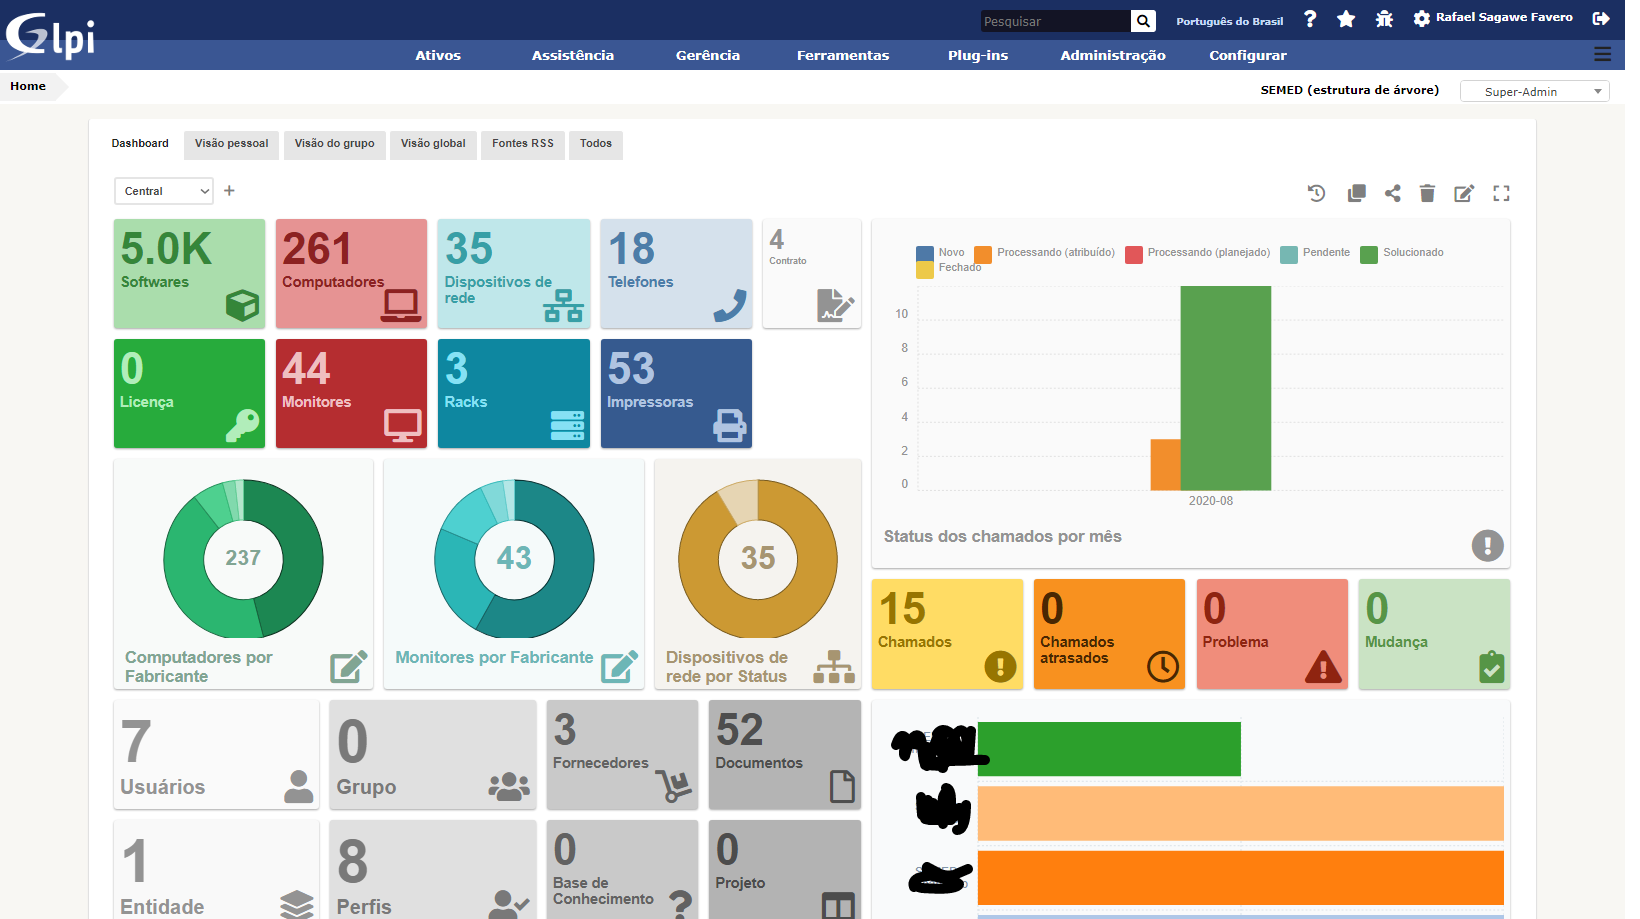 Glpi
Pesquisar
Português do Brasil
Rafael Sagawe Favero
Ativos
Assistência
Gerência
Ferramentas
Plug-ins
Administração
Configurar
Home
SEMED (estrutura de árvore)
Super-Admin
Dashboard
Visão pessoal
Visão do grupo
Visão global
Fontes RSS
Todos
Central
+
5.0K
Softwares
261
Computadores
35
Dispositivos de
rede
18
Telefones
4
Contrato
0
Licença
44
Monitores
3
Racks
53
Impressoras
Novo
Processando (atribuído)
Processando (planejado)
Pendente
Solucionado
Fechado
10
8
6
4
2
0
2020-08
Status dos chamados por mês
237
Computadores por
Fabricante
43
Monitores por Fabricante
35
Dispositivos de
rede por Status
15
Chamados
0
Chamados
atrasados
0
Problema
0
Mudança
7
Usuários
0
Grupo
3
Fornecedores
52
Documentos
1
Entidade
8
Perfis
0
Base de
Conhecimento
0
Projeto